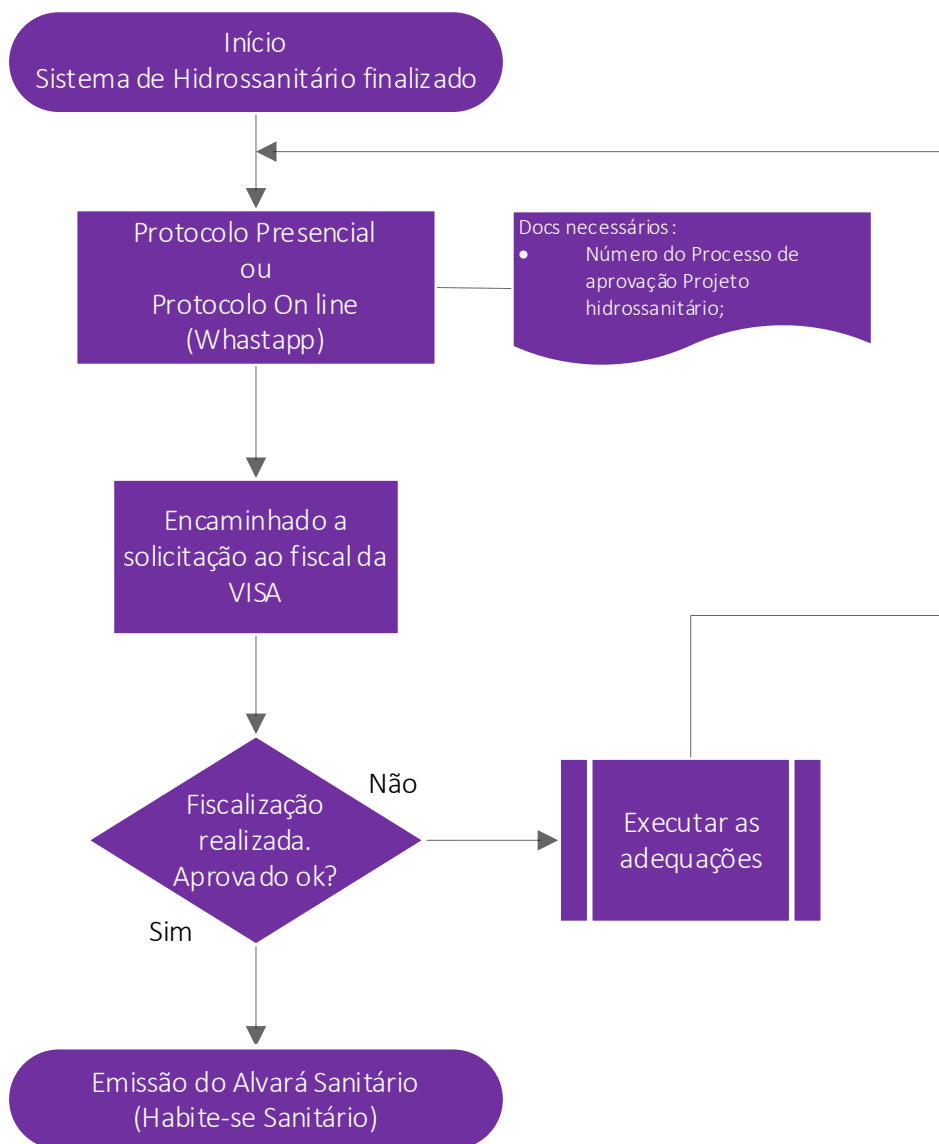 Início
Sistema de Hidrossanitário finalizado
Protocolo Presencial
ou
Protocolo On line
(Whastapp)
Docs necessários:
• Número do Processo de
aprovação Projeto
hidrossanitário;
Encaminhado a
solicitação ao fiscal da
VISA
Fiscalização
realizada.
Aprovado ok?
Não
Executar as
adequações
Sim
Emissão do Alvará Sanitário
(Habite-se Sanitário)